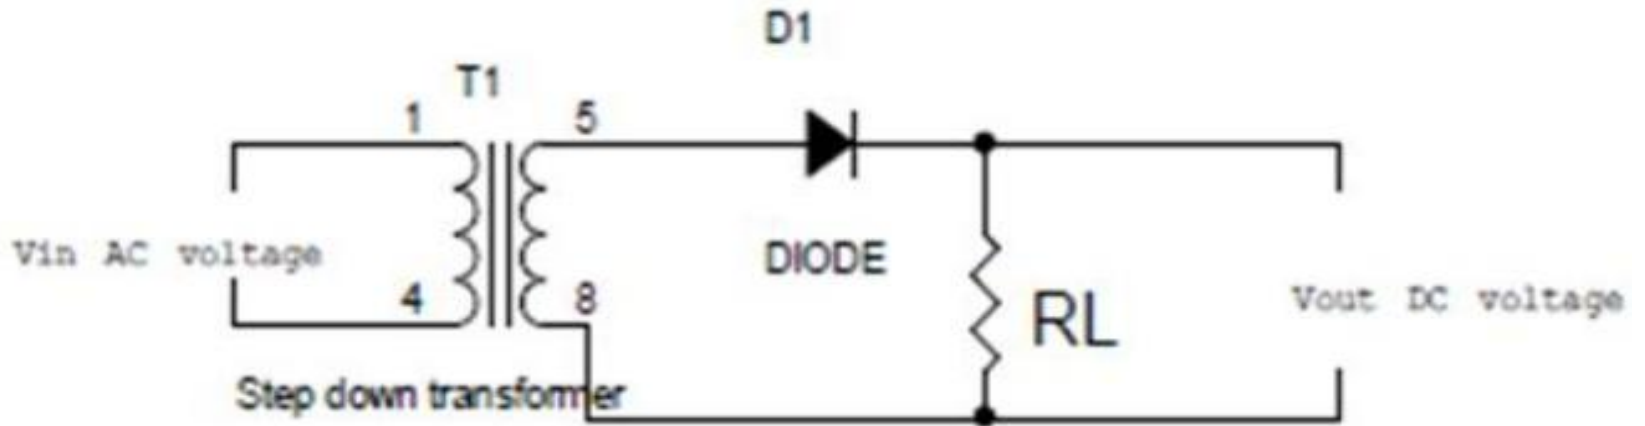 D1
T1
1
5
Vin AC voltage
DIODE
4
8
RL
Vout DC voltage
Step down transformer